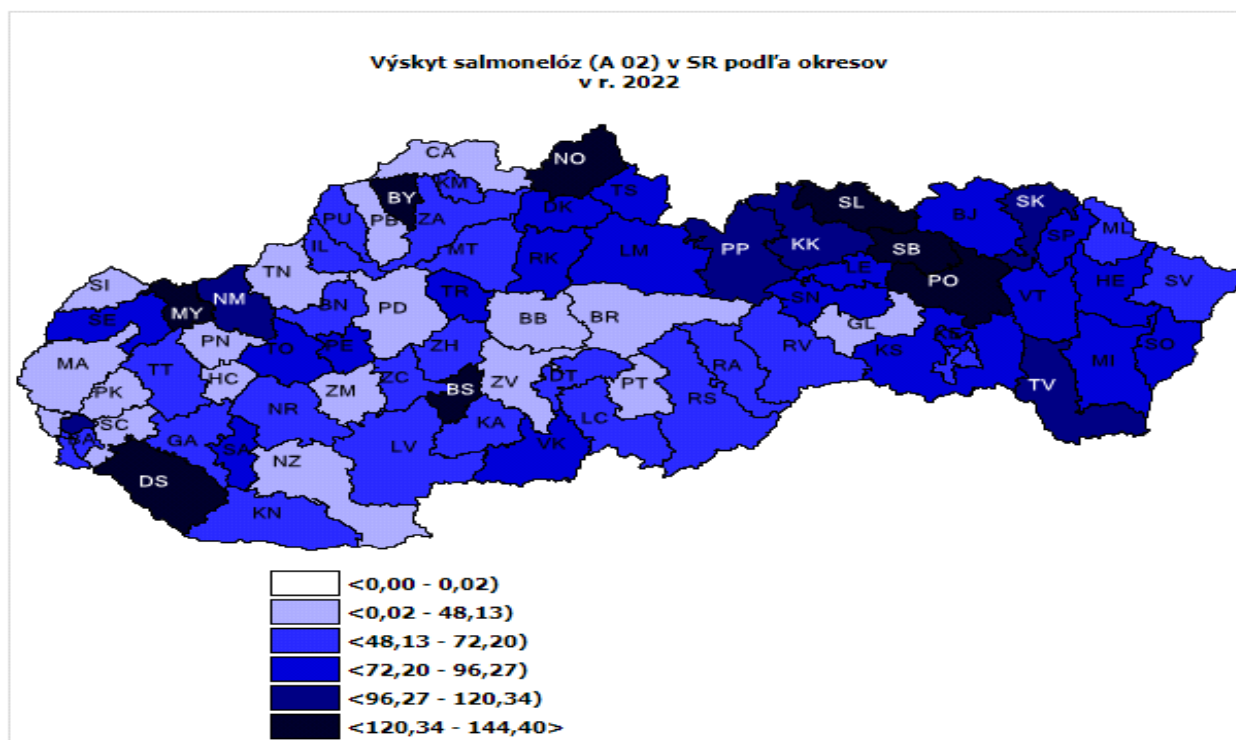 Výskyt salmonelóz (A 02) v SR podľa okresov
v r. 2022
CA
NO
BY
KM
TS
SL
SK
PU
PB
ZA
DK
BJ
ML
IL
MT
RK
LM
PP
KK
SB
SP
TN
LE
PO
HE
SV
SI
NM
BN
PD
TR
SN
VT
MY
BB
BR
GL
SE
PN
TO
PE
ZH
RV
KS
MI
SO
MA
TT
HC
ZC
BS
ZV
DT
PT
RA
TV
PK
NR
ZM
RS
SC
KA
LC
BA
GA
SA
LV
VK
DS
NZ
KN
<0,00 - 0,02)
<0,02 - 48,13)
<48,13 - 72,20)
<72,20 - 96,27)
<96,27 - 120,34)
<120,34 - 144,40>